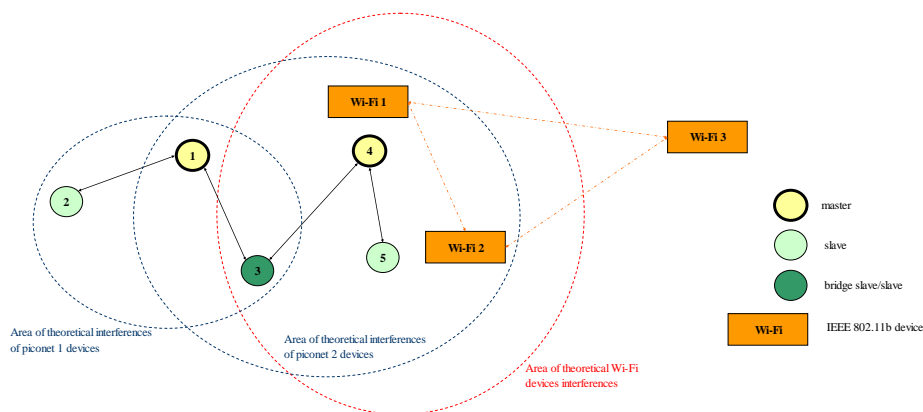 Wi-Fi 1
Wi-Fi 3
1
4
2
master
Wi-Fi 2
slave
3
5
bridge slave/slave
Wi-Fi
IEEE 802.11b device
Area of theoretical interferences
of piconet 1 devices
Area of theoretical interferences
of piconet 2 devices
Area of theoretical Wi-Fi
devices interferences